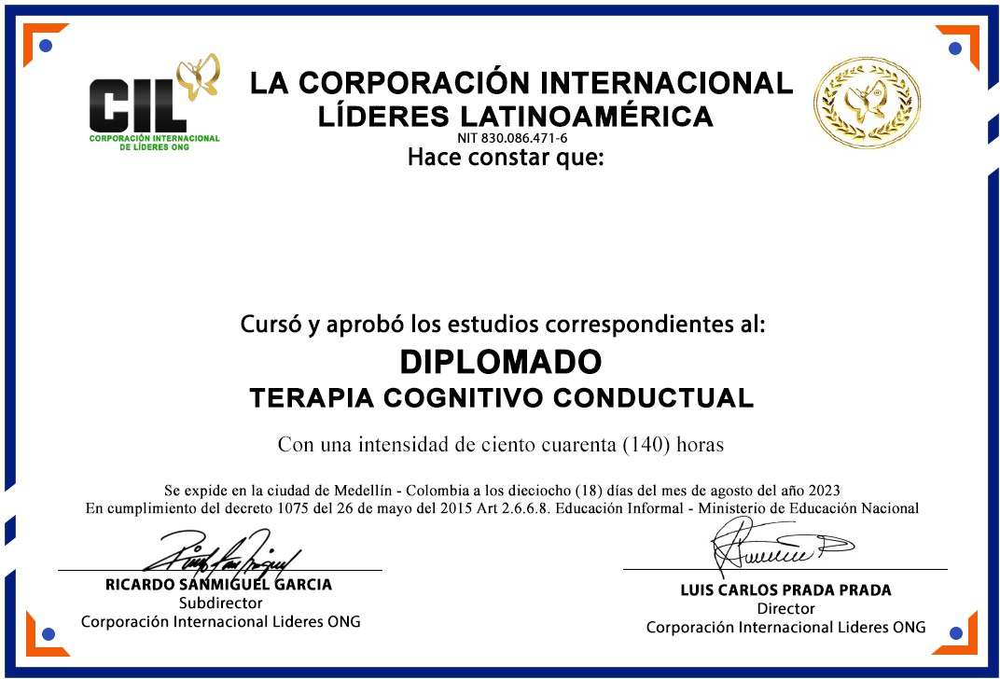 CIL
CORPORACIÓN INTERNACIONAL
DE LÍDERES ONG
LA CORPORACIÓN INTERNACIONAL
LÍDERES LATINOAMÉRICA
NIT 830.086.471-6
Hace constar que:
Cursó y aprobó los estudios correspondientes al:
DIPLOMADO
TERAPIA COGNITIVO CONDUCTUAL
Con una intensidad de ciento cuarenta (140) horas
Se expide en la ciudad de Medellín - Colombia a los dieciocho (18) días del mes de agosto del año 2023
En cumplimiento del decreto 1075 del 26 de mayo del 2015 Art 2.6.6.8. Educación Informal - Ministerio de Educación Nacional
RICARDO SANMIGUEL GARCIA
Subdirector
Corporación Internacional Lideres ONG
LUIS CARLOS PRADA PRADA
Director
Corporación Internacional Lideres ONG